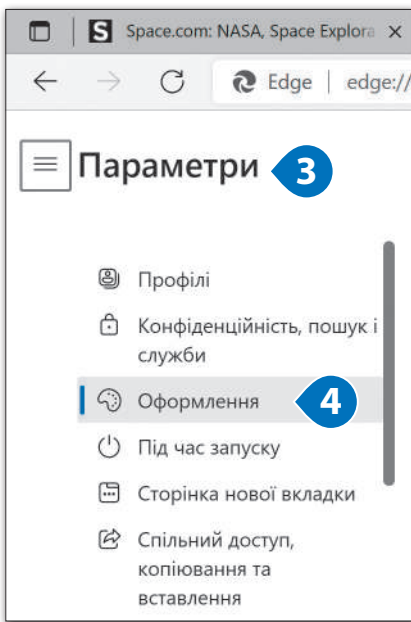 S Space.com: NASA, Space Explora
Edge | edge://
Параметри 3
Профілі
Конфіденційність, пошук і
служби
Оформлення 4
Під час запуску
Сторінка нової вкладки
Спільний доступ,
копіювання та
вставлення